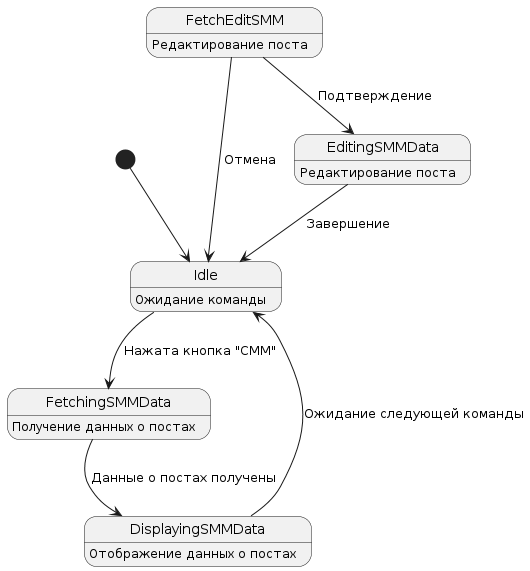 FetchEditSMM
Редактирование поста
Подтверждение
EditingSMMData
Отмена
Редактирование поста
Завершение
Idle
Ожидание команды
Нажата кнопка "СММ"
FetchingSMMData
Ожидание следующей команды
Получение данных о постах
Данные о постах получены
DisplayingSMMData
Отображение данных о постах